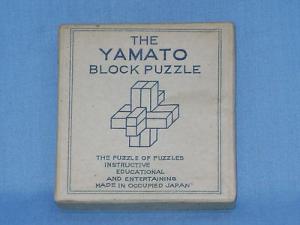 THE
YAMATO
BLOCK PUZZLE
THE PUZZLE OF PUZZLES
INSTRUCTIVE
EDUCATIONAL
AND ENTERTAINING
MADE IN OCCUPIED JAPAN